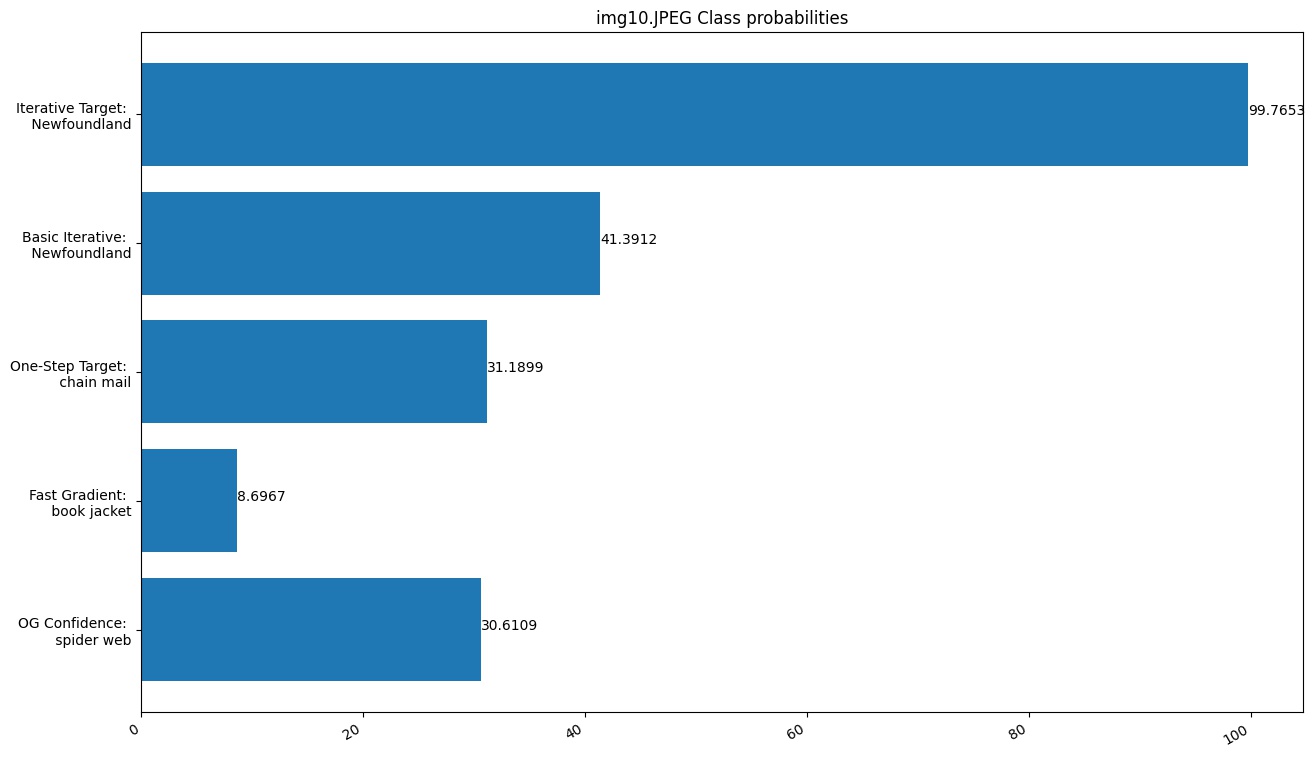 img10.JPEG Class probabilities
Iterative Target:
Newfoundland
99.7653
Basic Iterative:
Newfoundland
41.3912
One-Step Target:
chain mail
31.1899
Fast Gradient:
book jacket
8.6967
OG Confidence:
spider web
30.6109
0 20 40 60 80 100